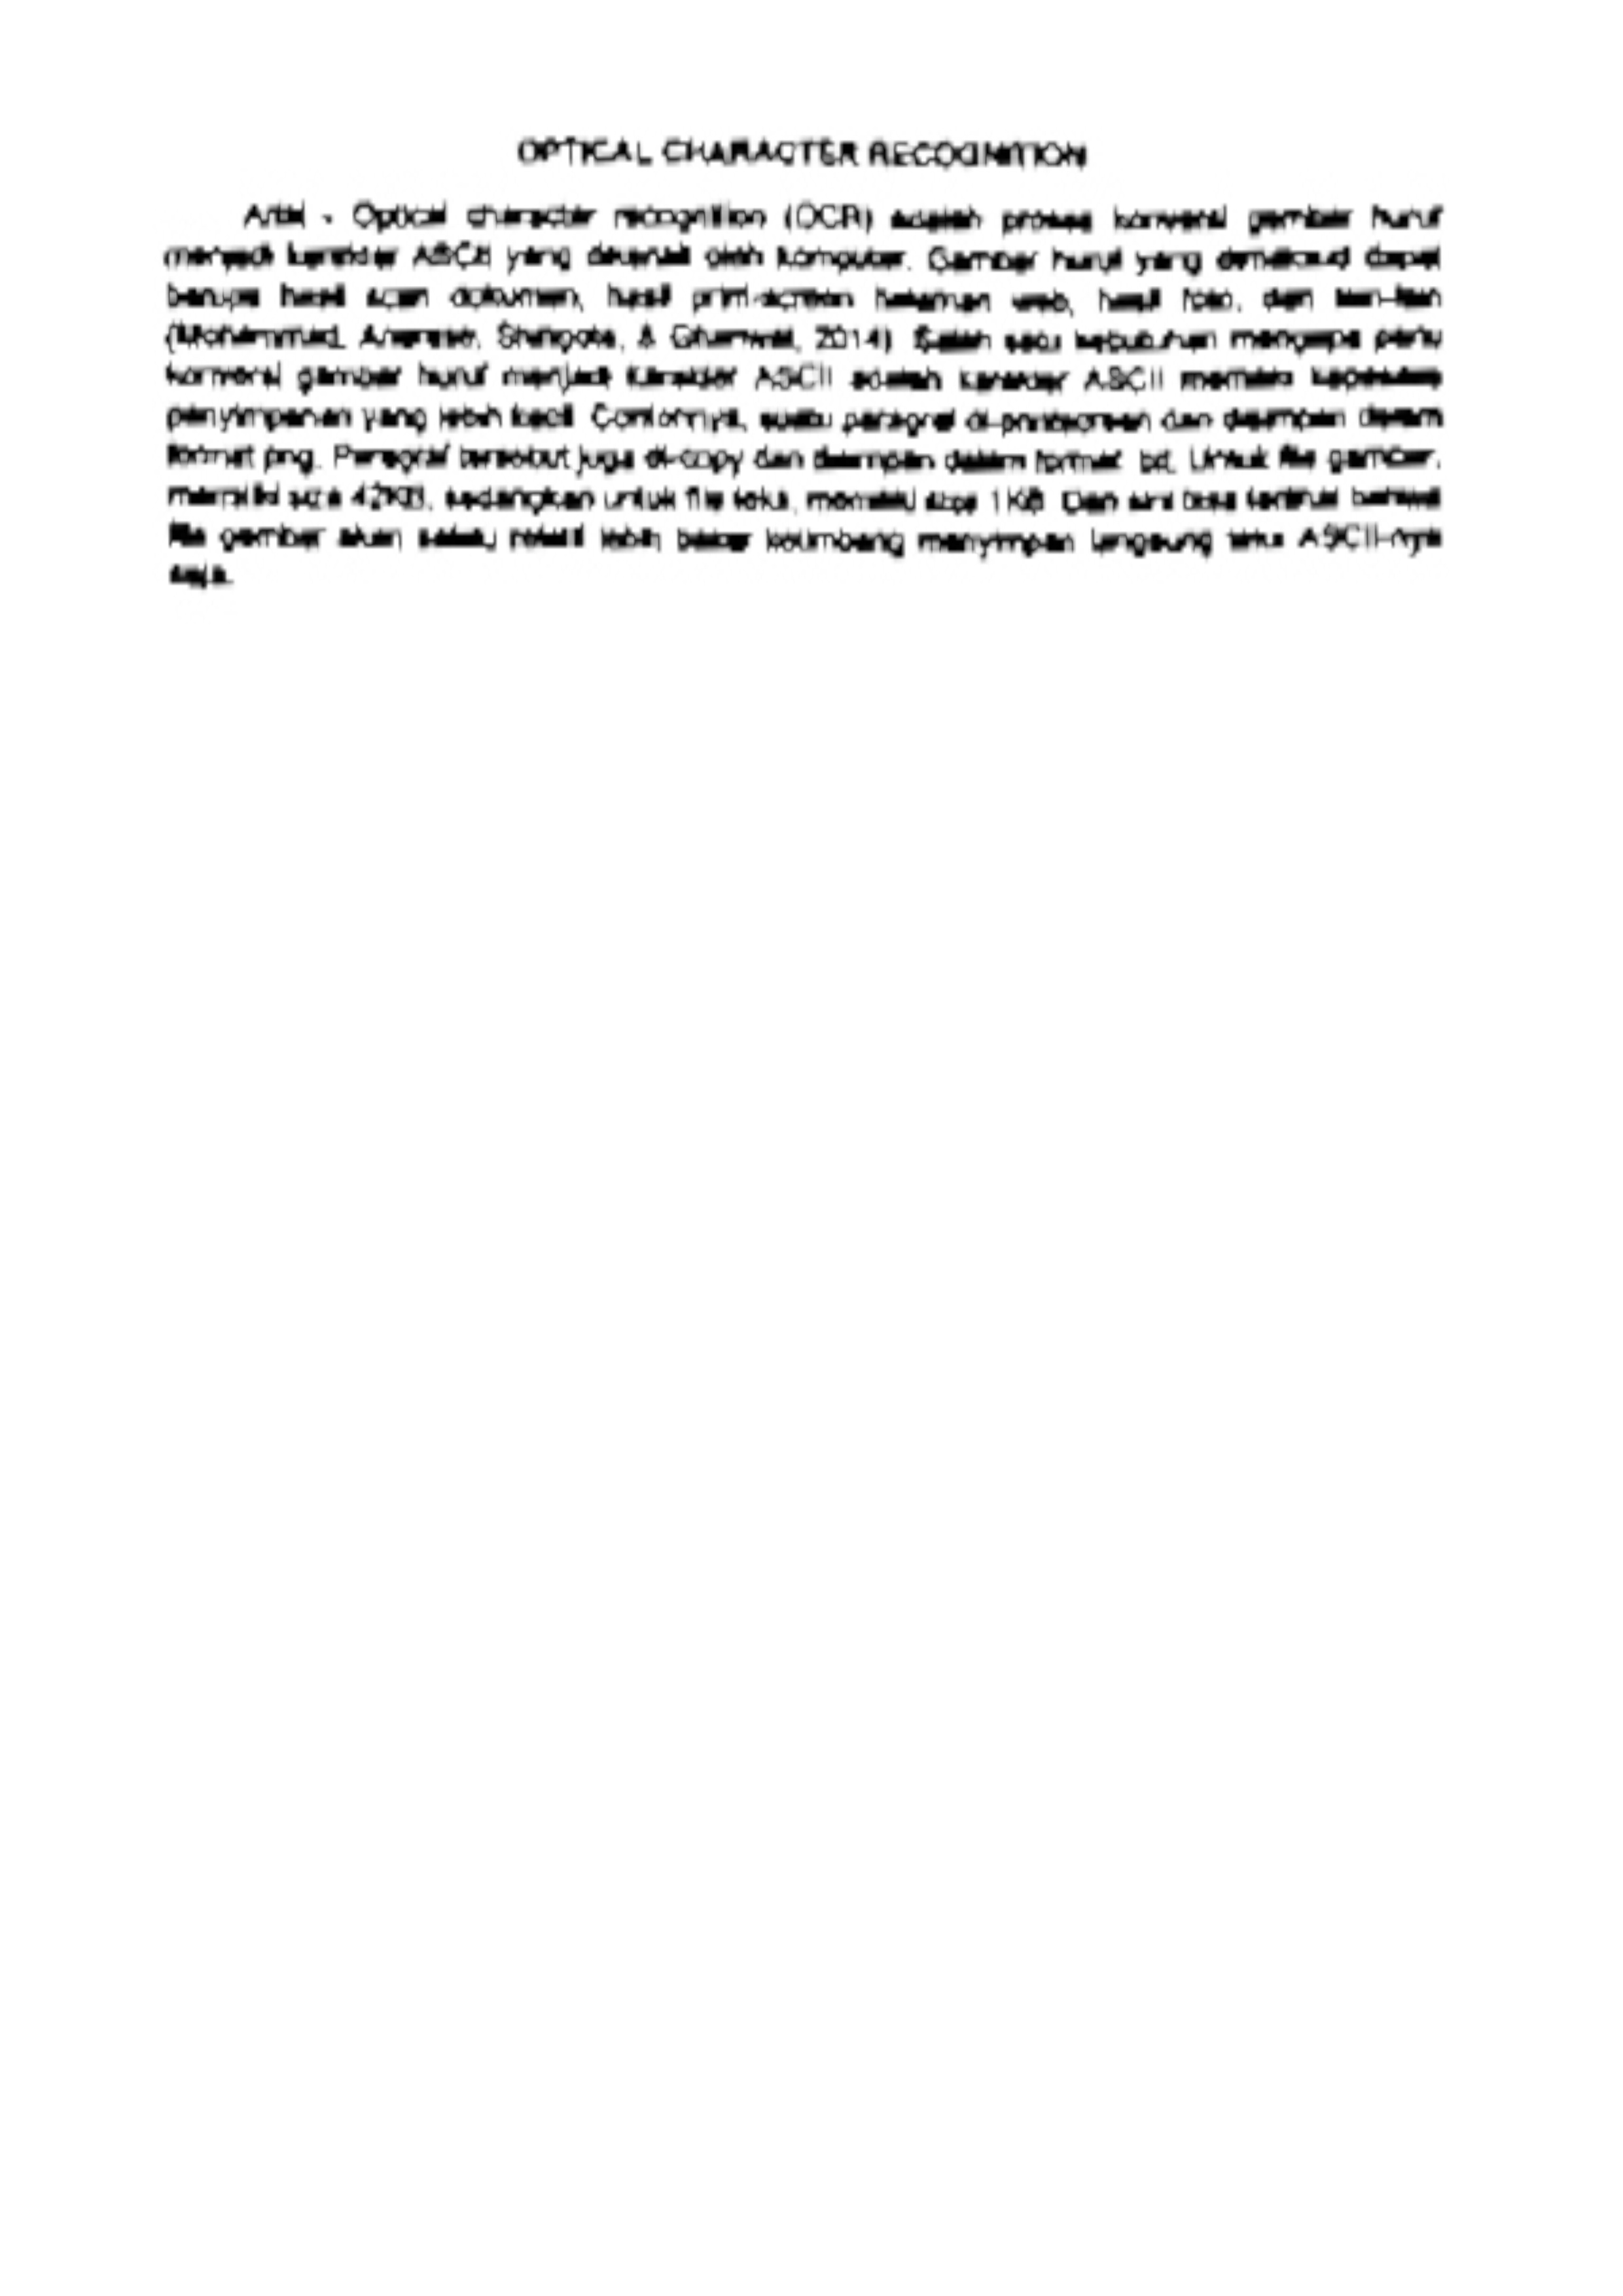 OPTICAL CHARACTER RECOGNITION
Arial - Optical character recognition (OCR) adalah proses konversi gambar huruf
menjadi karakter ASCII yang dikenali oleh komputer. Gambar huruf yang dimaksud dapat
berupa hasil scan dokumen, hasil print-screen halaman web, hasil foto, dan lain-lain
(Mohammad, Shingote, & 2014). Salah satu kebutuhan mengapa perlu
konversi gambar huruf menjadi karakter ASCII adalah karakter ASCII memiliki
penyimpanan yang lebih kecil. Contohnya, suatu paragraf di-printscreen dan disimpan dalam
format png. Paragraf tersebut juga di-copy dan disimpan dalam format txt. Untuk file gambar,
memiliki size 42KB, sedangkan untuk file teks, memiliki size 1KB. Dari sini bisa terlihat bahwa
file gambar akan selalu relatif lebih besar ketimbang menyimpan langsung teks ASCII-nya
saja.